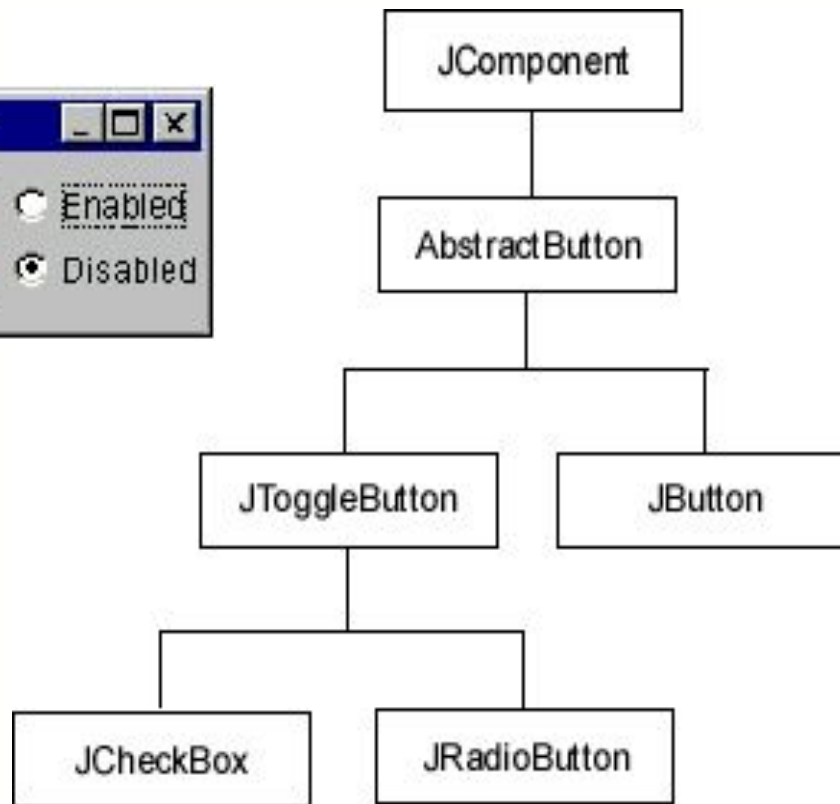 JComponent
Enabled
Disabled
AbstractButton
JToggleButton
JButton
JCheckBox
JRadioButton